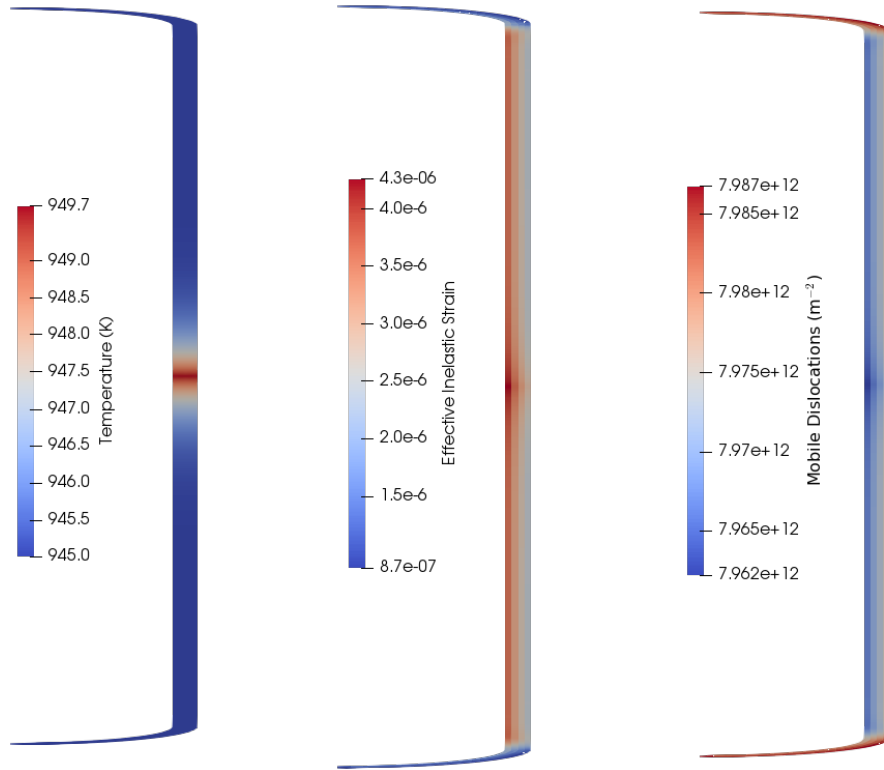 949.7
949.0
948.5
948.0
947.5
947.0
946.5
946.0
945.5
945.0
Temperature (K)
4.3e-06
4.0e-6
3.5e-6
3.0e-6
2.5e-6
2.0e-6
1.5e-6
8.7e-07
Effective Inelastic Strain
7.987e+12
7.985e+12
7.98e+12
7.975e+12
7.97e+12
7.965e+12
7.962e+12
Mobile Dislocations (m⁻²)